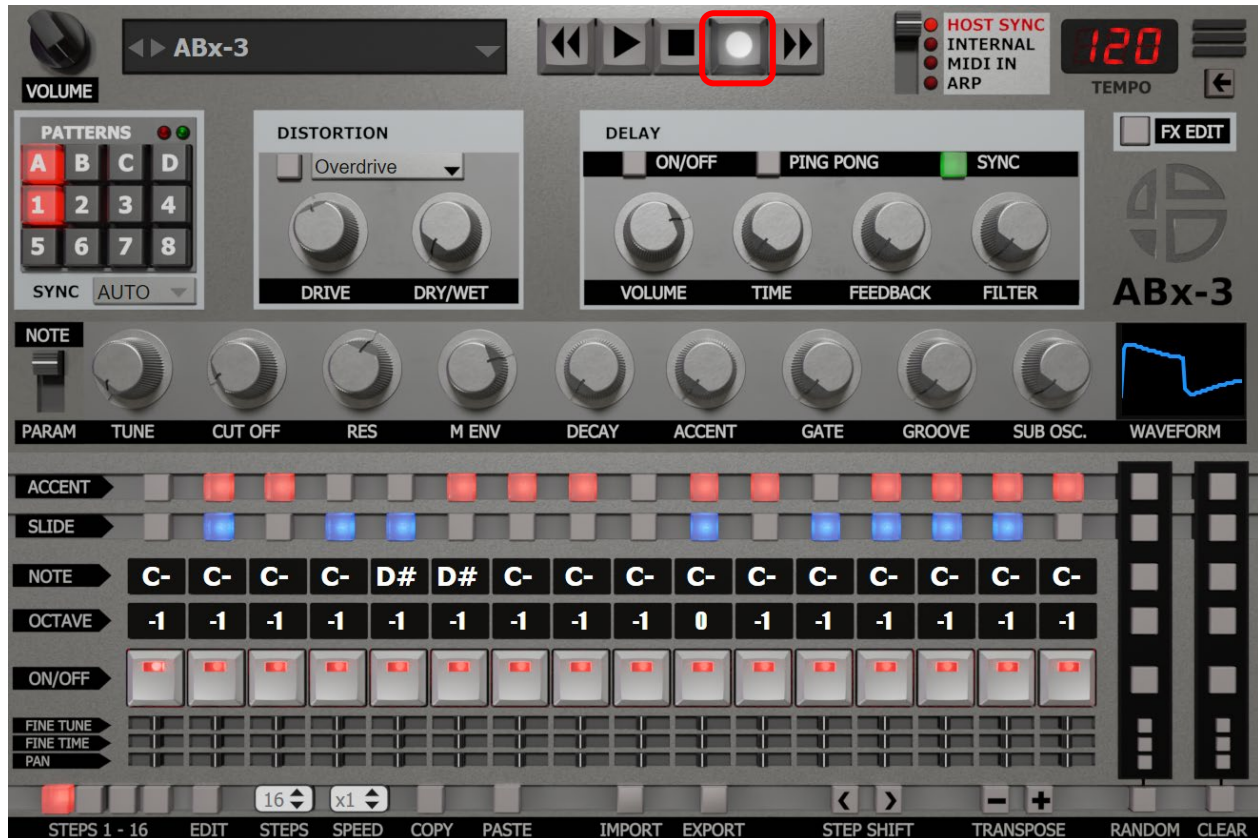 ABx-3
HOST SYNC
INTERNAL
MIDI IN
ARP
120
TEMPO
VOLUME
PATTERNS
A B C D
1 2 3 4
5 6 7 8
SYNC AUTO
DISTORTION
Overdrive
DRIVE DRY/WET
DELAY
ON/OFF PING PONG SYNC
VOLUME TIME FEEDBACK FILTER
FX EDIT
ABx-3
NOTE
PARAM TUNE CUT OFF RES M ENV DECAY ACCENT GATE GROOVE SUB OSC. WAVEFORM
ACCENT
SLIDE
NOTE C- C- C- C- D# D# C- C- C- C- C- C- C- C- C- C-
OCTAVE -1 -1 -1 -1 -1 -1 -1 -1 -1 0 -1 -1 -1 -1 -1 -1
ON/OFF
FINE TUNE
FINE TIME
PAN
16 x1
STEPS 1 - 16 EDIT STEPS SPEED COPY PASTE IMPORT EXPORT STEP SHIFT TRANSPOSE RANDOM CLEAR